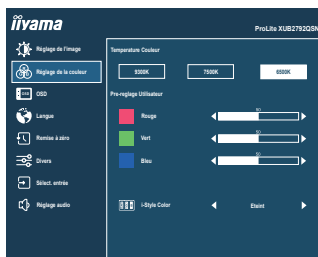 iiyama
ProLite XUB2792QSN
Réglage de l'image
Réglage de la couleur
OSD
Langue
Remise à zéro
Divers
Sélect. entrée
Réglage audio
Temperature Couleur
9300K 7500K 6500K
Pre-reglage Utilisateur
Rouge 50
Vert 50
Bleu 50
i-Style Color Eteint